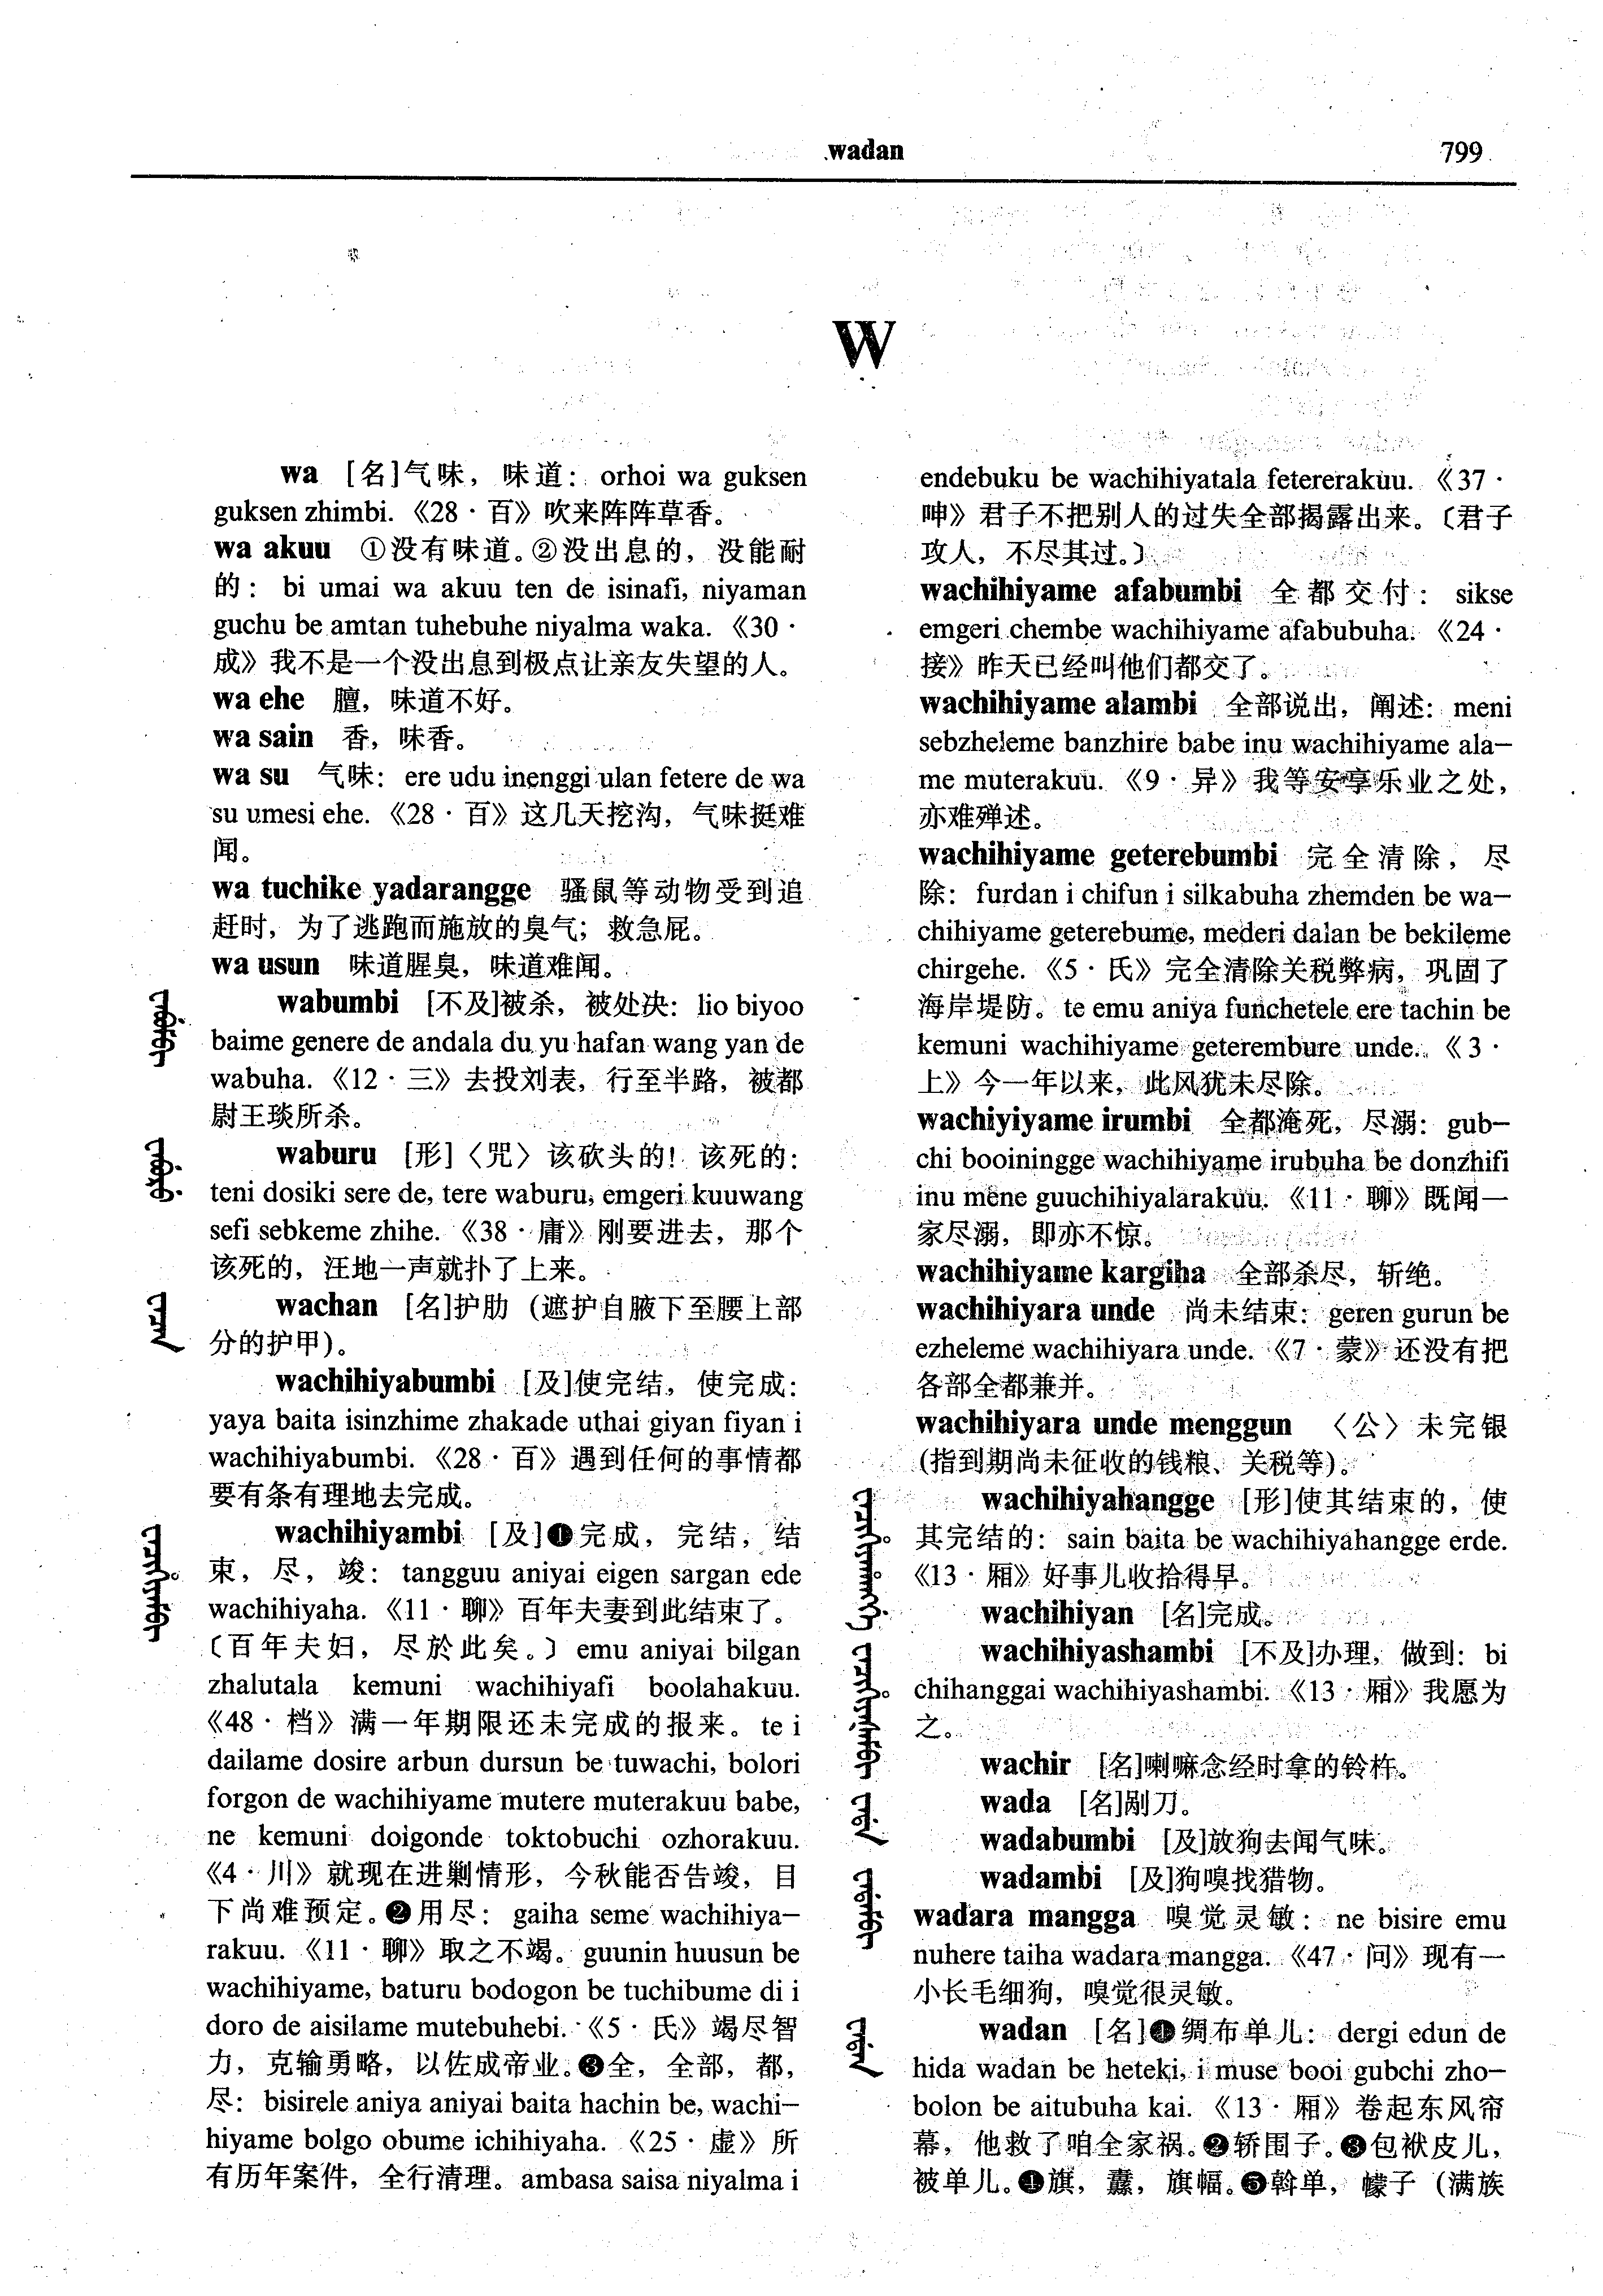 wadan
799
W
wa [名]气味，味道：orhoi wa guksen
guksen zhimbi.《28·百》吹来阵阵草香。
wa akuu ①没有味道。②没出息的，没能耐
的：bi umai wa akuu ten de isinafi, niyaman
guchu be amtan tuhebuhe niyalma waka.《30·
成》我不是一个没出息到极点让亲友失望的人。
wa ehe 膻，味道不好。
wa sain 香，味香。
wa su 气味：ere udu inenggi ulan fetere de wa
su umesi ehe.《28·百》这几天挖沟，气味挺难
闻。
wa tuchike yadarangge 骚鼠等动物受到追
赶时，为了逃跑而施放的臭气；救急屁。
wa usun 味道腥臭，味道难闻。
wabumbi [不及]被杀，被处决：lio biyoo
baime genere de andala du yu hafan wang yan de
wabuha.《12·三》去投刘表，行至半路，被都
尉王琰所杀。
waburu [形]〈咒〉该砍头的！该死的：
teni dosiki sere de, tere waburu, emgeri kuuwang
sefi sebkeme zhihe.《38·庸》刚要进去，那个
该死的，汪地一声就扑了上来。
wachan [名]护肋（遮护自腋下至腰上部
分的护甲）。
wachihiyabumbi [及]使完结，使完成：
yaya baita isinzhime zhakade uthai giyan fiyan i
wachihiyabumbi.《28·百》遇到任何的事情都
要有条有理地去完成。
wachihiyambi [及]❶完成，完结，结
束，尽，竣：tangguu aniyai eigen sargan ede
wachihiyaha.《11·聊》百年夫妻到此结束了。
〔百年夫妇，尽於此矣。〕emu aniyai bilgan
zhalutala kemuni wachihiyafi boolahakuu.
《48·档》满一年期限还未完成的报来。te i
dailame dosire arbun dursun be tuwachi, bolori
forgon de wachihiyame mutere muterakuu babe,
ne kemuni doigonde toktobuchi ozhorakuu.
《4·川》就现在进剿情形，今秋能否告竣，目
下尚难预定。❷用尽：gaiha seme wachihiya-
rakuu.《11·聊》取之不竭。guunin huusun be
wachihiyame, baturu bodogon be tuchibume di i
doro de aisilame mutebuhebi.《5·氏》竭尽智
力，克输勇略，以佐成帝业。❸全，全部，都，
尽：bisirele aniya aniyai baita hachin be, wachi-
hiyame bolgo obume ichihiyaha.《25·虚》所
有历年案件，全行清理。ambasa saisa niyalma i
endebuku be wachihiyatala fetererakuu.《37·
呻》君子不把别人的过失全部揭露出来。〔君子
攻人，不尽其过。〕
wachihiyame afabumbi 全都交付：sikse
emgeri chembe wachihiyame afabubuha.《24·
接》昨天已经叫他们都交了。
wachihiyame alambi 全部说出，阐述：meni
sebzheleme banzhire babe inu wachihiyame ala-
me muterakuu.《9·异》我等安享乐业之处，
亦难殚述。
wachihiyame geterebumbi 完全清除，尽
除：furdan i chifun i silkabuha zhemden be wa-
chihiyame geterebume, mederi dalan be bekileme
chirgehe.《5·氏》完全清除关税弊病，巩固了
海岸堤防。te emu aniya funchetele ere tachin be
kemuni wachihiyame geterembure unde.《3·
上》今一年以来，此风犹未尽除。
wachiyiyame irumbi 全都淹死，尽溺：gub-
chi booiningge wachihiyame irubuha be donzhifi
inu mene guuchihiyalarakuu.《11·聊》既闻一
家尽溺，即亦不惊。
wachihiyame kargiha 全部杀尽，斩绝。
wachihiyara unde 尚未结束：geren gurun be
ezheleme wachihiyara unde.《7·蒙》还没有把
各部全都兼并。
wachihiyara unde menggun 〈公〉未完银
（指到期尚未征收的钱粮、关税等）。
wachihiyahangge [形]使其结束的，使
其完结的：sain baita be wachihiyahangge erde.
《13·厢》好事儿收拾得早。
wachihiyan [名]完成。
wachihiyashambi [不及]办理，做到：bi
chihanggai wachihiyashambi.《13·厢》我愿为
之。
wachir [名]喇嘛念经时拿的铃杵。
wada [名]剐刀。
wadabumbi [及]放狗去闻气味。
wadambi [及]狗嗅找猎物。
wadara mangga 嗅觉灵敏：ne bisire emu
nuhere taiha wadara mangga.《47·问》现有一
小长毛细狗，嗅觉很灵敏。
wadan [名]❶绸布单儿：dergi edun de
hida wadan be heteki, i muse booi gubchi zho-
bolon be aitubuha kai.《13·厢》卷起东风帘
幕，他救了咱全家祸。❷轿围子。❸包袱皮儿，
被单儿。❹旗，纛，旗幅。❺斡单，幪子（满族